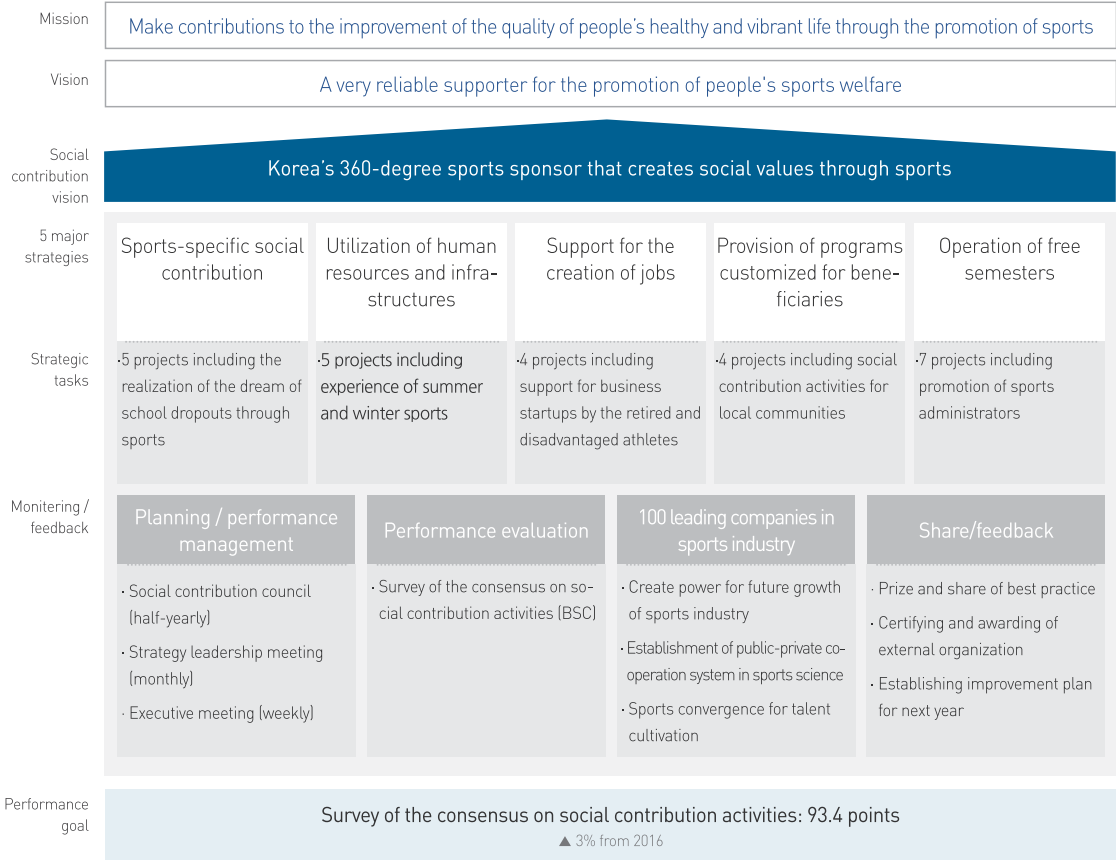 Mission
Make contributions to the improvement of the quality of people's healthy and vibrant life through the promotion of sports
Vision
A very reliable supporter for the promotion of people's sports welfare
Social
contribution
vision
Korea's 360-degree sports sponsor that creates social values through sports
5 major
strategies
Sports-specific social
contribution
Utilization of human
resources and infra-
structures
Support for the
creation of jobs
Provision of programs
customized for bene-
ficiaries
Operation of free
semesters
Strategic
tasks
·5 projects including the
realization of the dream of
school dropouts through
sports
·5 projects including
experience of summer
and winter sports
·4 projects including
support for business
startups by the retired and
disadvantaged athletes
·4 projects including social
contribution activities for
local communities
·7 projects including
promotion of sports
administrators
Monitering /
feedback
Planning / performance
management
· Social contribution council
(half-yearly)
· Strategy leadership meeting
(monthly)
· Executive meeting (weekly)
Performance evaluation
· Survey of the consensus on so-
cial contribution activities (BSC)
100 leading companies in
sports industry
· Create power for future growth
of sports industry
· Establishment of public-private co-
operation system in sports science
· Sports convergence for talent
cultivation
Share/feedback
· Prize and share of best practice
· Certifying and awarding of
external organization
· Establishing improvement plan
for next year
Performance
goal
Survey of the consensus on social contribution activities: 93.4 points
▲ 3% from 2016